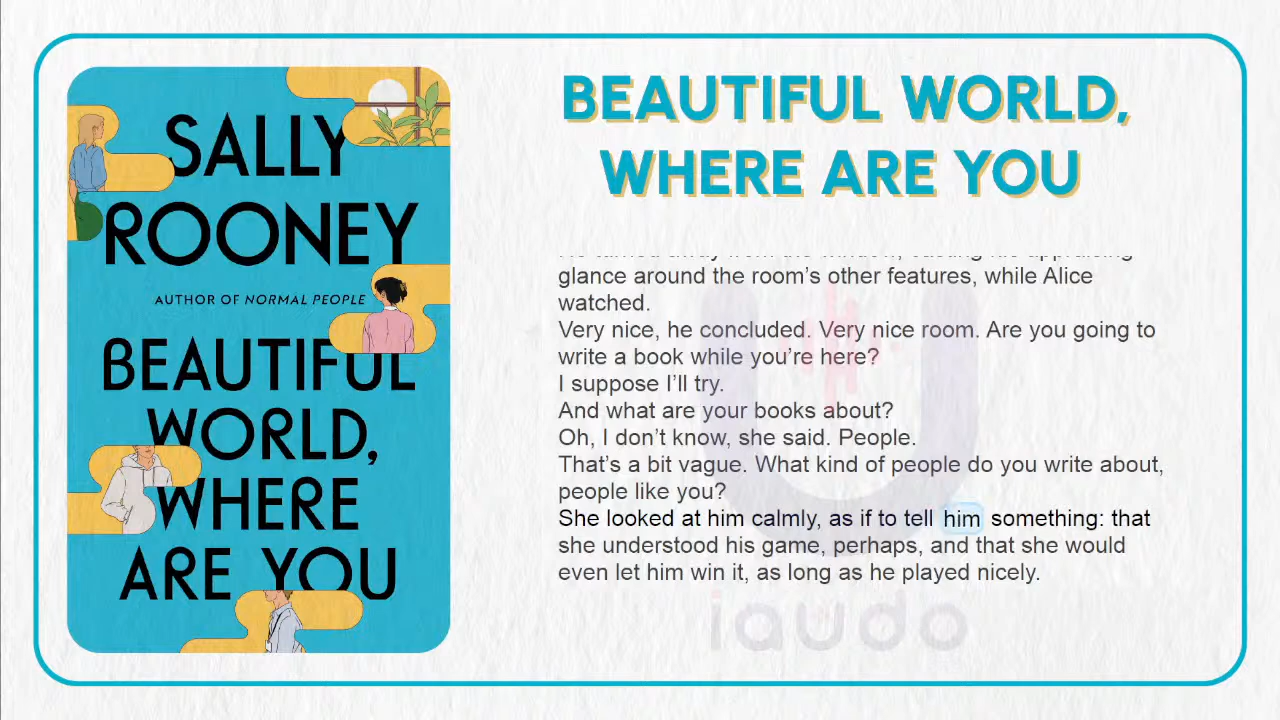 SALLY
ROONEY
AUTHOR OF NORMAL PEOPLE
BEAUTIFUL
WORLD,
WHERE
ARE YOU
BEAUTIFUL WORLD,
WHERE ARE YOU
glance around the room’s other features, while Alice
watched.
Very nice, he concluded. Very nice room. Are you going to
write a book while you’re here?
I suppose I’ll try.
And what are your books about?
Oh, I don’t know, she said. People.
That’s a bit vague. What kind of people do you write about,
people like you?
She looked at him calmly, as if to tell him something: that
she understood his game, perhaps, and that she would
even let him win it, as long as he played nicely.
iaudo